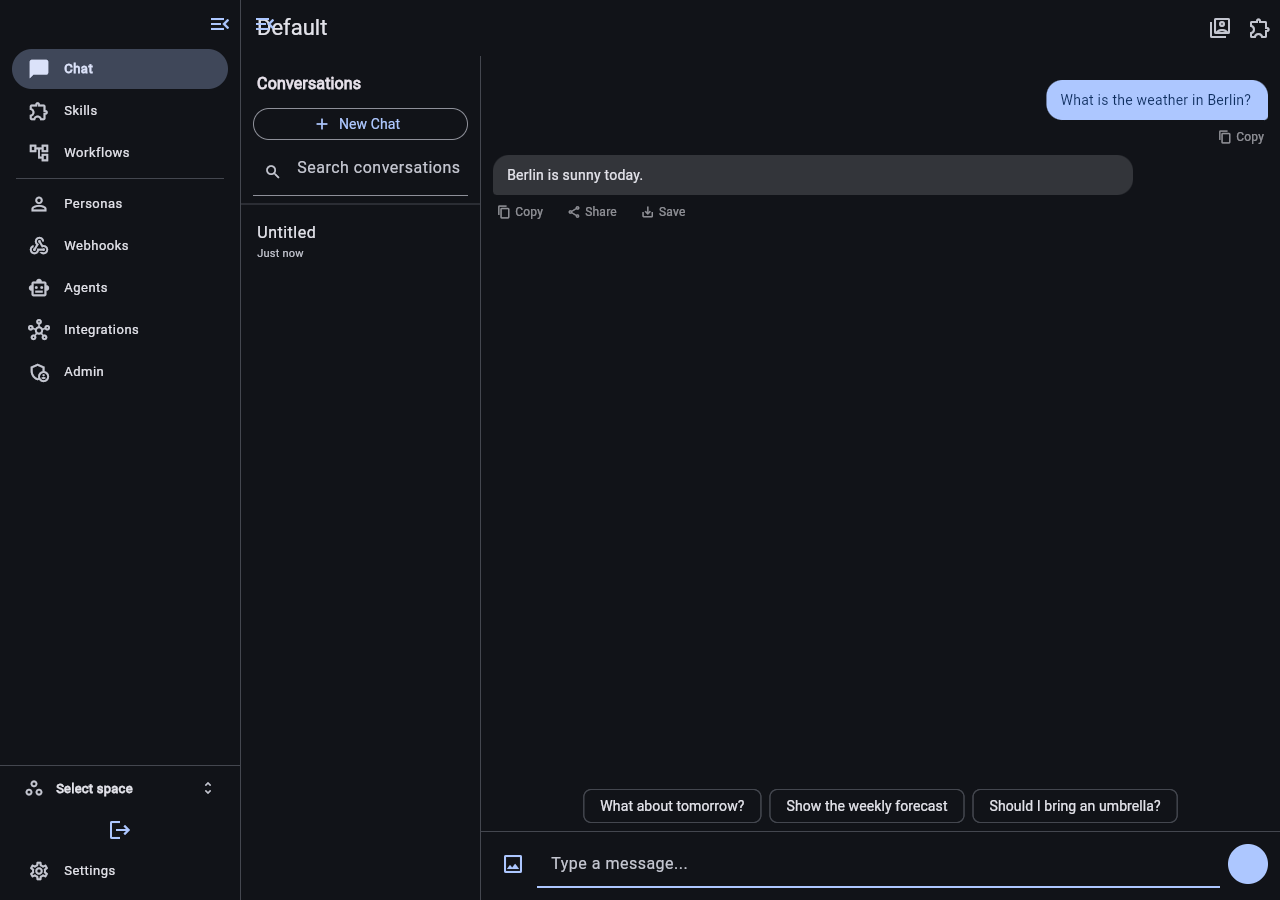 Default
Chat
Skills
Workflows
Personas
Webhooks
Agents
Integrations
Admin
Select space
Settings
Conversations
New Chat
Search conversations
Untitled
Just now
What is the weather in Berlin?
Copy
Berlin is sunny today.
Copy Share Save
What about tomorrow? Show the weekly forecast Should I bring an umbrella?
Type a message...